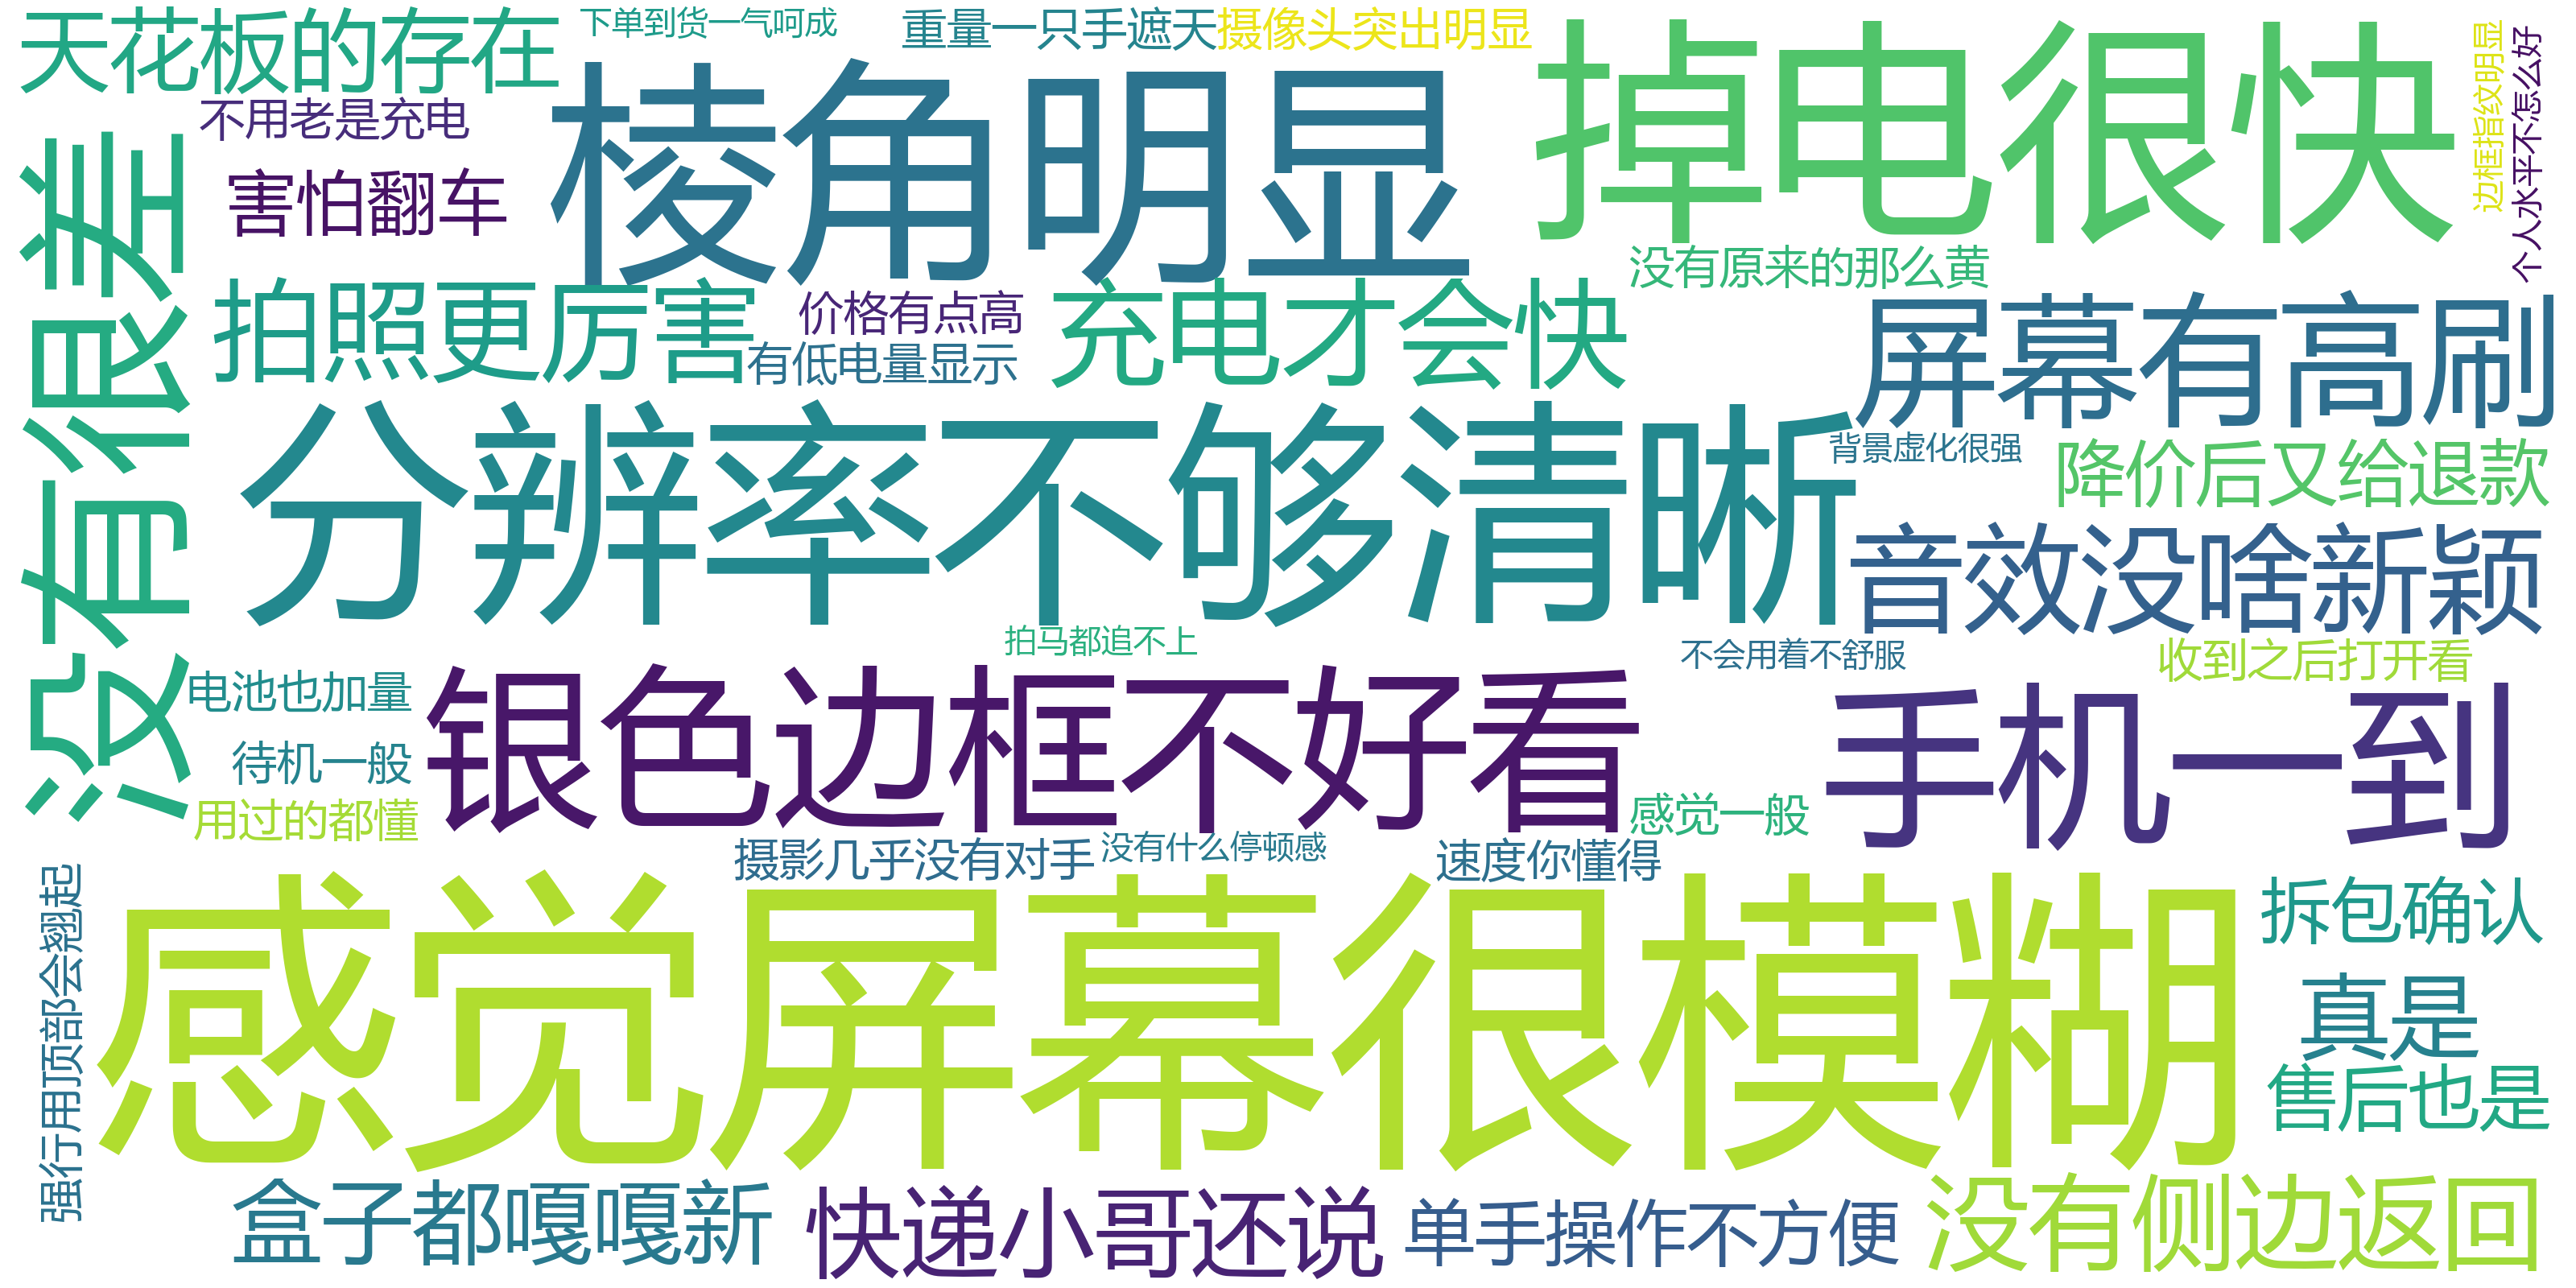 天花板的存在
下单到货一气呵成
重量一只手遮天
摄像头突出明显
掉电很快
边框指纹明显
个人水平不怎么好
不用老是充电
棱角明显
害怕翻车
没有很差
没有原来的那么黄
拍照更厉害
价格有点高
充电才会快
屏幕有高刷
有低电量显示
分辨率不够清晰
背景虚化很强
降价后又给退款
音效没啥新颖
拍马都追不上
不会用着不舒服
收到之后打开看
电池也加量
银色边框不好看
手机一到
待机一般
用过的都懂
感觉一般
摄影几乎没有对手
没有什么停顿感
速度你懂得
强行用顶部会翘起
感觉屏幕很模糊
拆包确认
真是
售后也是
盒子都嘎嘎新
快递小哥还说
单手操作不方便
没有侧边返回